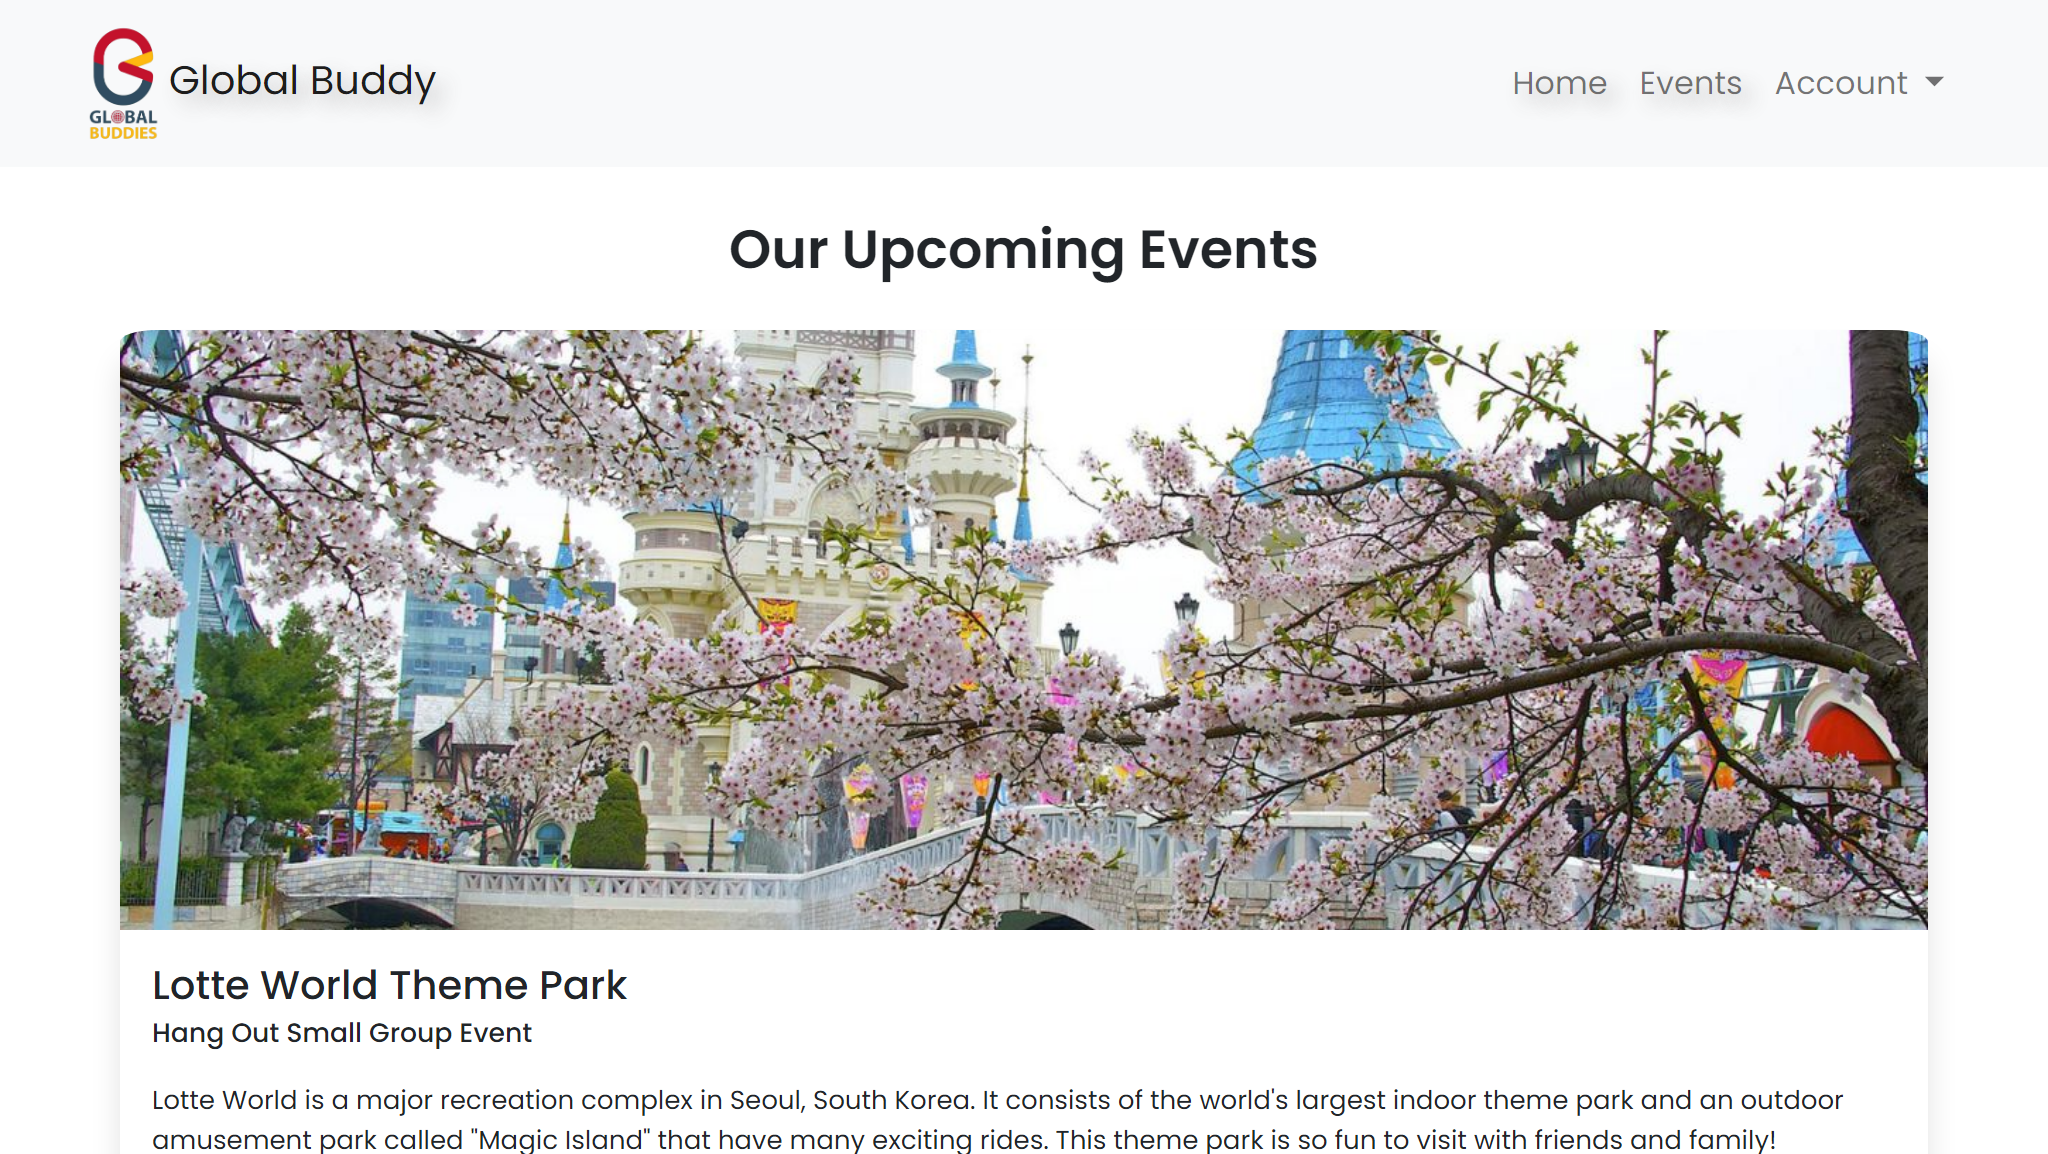 GLOBAL
BUDDIES
Global Buddy
Home Events Account
Our Upcoming Events
Lotte World Theme Park
Hang Out Small Group Event
Lotte World is a major recreation complex in Seoul, South Korea. It consists of the world's largest indoor theme park and an outdoor
amusement park called "Magic Island" that have many exciting rides. This theme park is so fun to visit with friends and family!